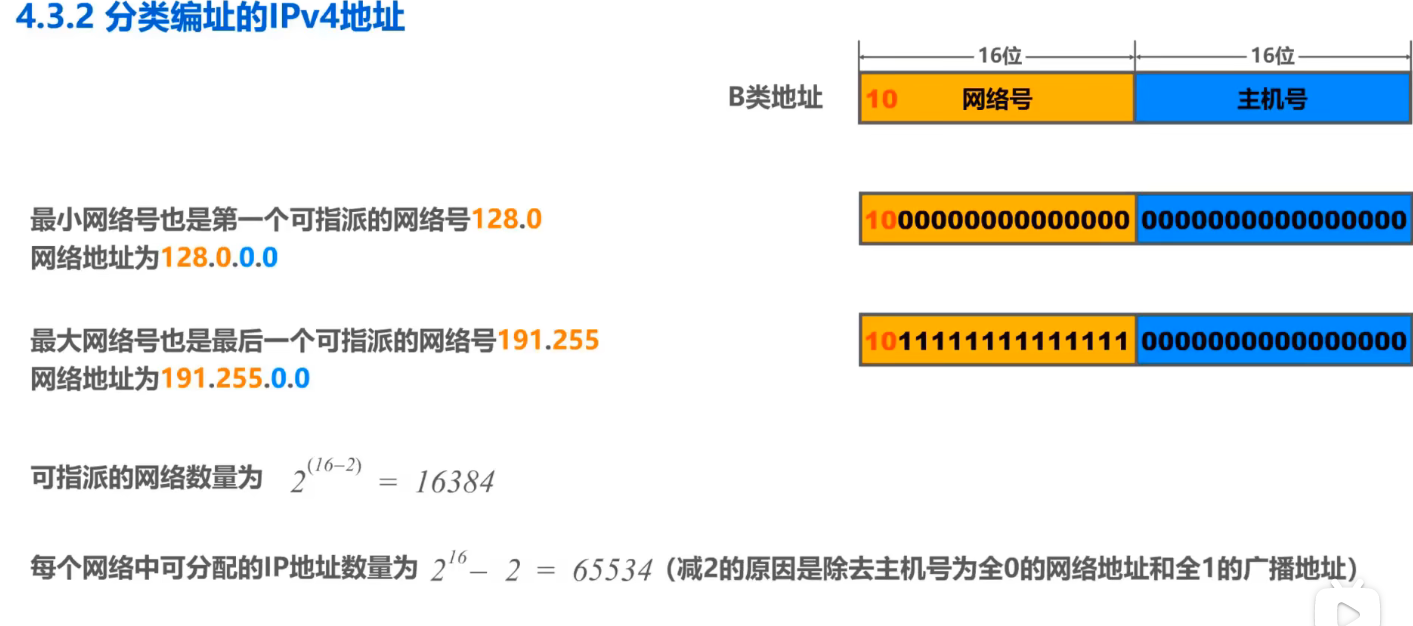 4.3.2 分类编址的IPv4地址
16位 16位
B类地址 10 网络号 主机号
最小网络号也是第一个可指派的网络号128.0
网络地址为128.0.0.0
1000000000000000 0000000000000000
最大网络号也是最后一个可指派的网络号191.255
网络地址为191.255.0.0
1011111111111111 0000000000000000
可指派的网络数量为 2^(16-2) = 16384
每个网络中可分配的IP地址数量为 2^16 - 2 = 65534（减2的原因是除去主机号为全0的网络地址和全1的广播地址）